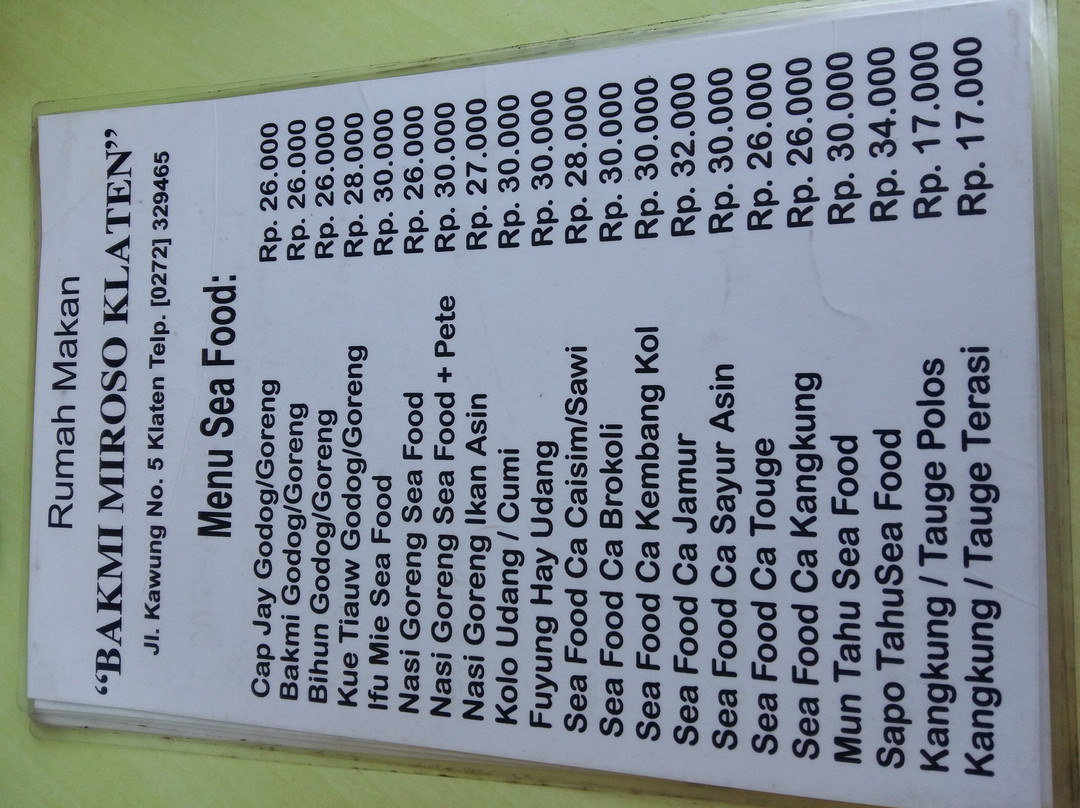 Rumah Makan
“BAKMI MIROSO KLATEN”
Jl. Kawung No. 5 Klaten Telp. [0272] 329465
Menu Sea Food:
Cap Jay Godog/Goreng Rp. 26.000
Bakmi Godog/Goreng Rp. 26.000
Bihun Godog/Goreng Rp. 26.000
Kue Tiauw Godog/Goreng Rp. 28.000
Ifu Mie Sea Food Rp. 30.000
Nasi Goreng Sea Food Rp. 26.000
Nasi Goreng Sea Food + Pete Rp. 30.000
Nasi Goreng Ikan Asin Rp. 27.000
Kolo Udang / Cumi Rp. 30.000
Fuyung Hay Udang Rp. 30.000
Sea Food Ca Caisim/Sawi Rp. 28.000
Sea Food Ca Brokoli Rp. 30.000
Sea Food Ca Kembang Kol Rp. 30.000
Sea Food Ca Jamur Rp. 32.000
Sea Food Ca Sayur Asin Rp. 30.000
Sea Food Ca Touge Rp. 26.000
Sea Food Ca Kangkung Rp. 26.000
Mun Tahu Sea Food Rp. 30.000
Sapo TahuSea Food Rp. 34.000
Kangkung / Tauge Polos Rp. 17.000
Kangkung / Tauge Terasi Rp. 17.000